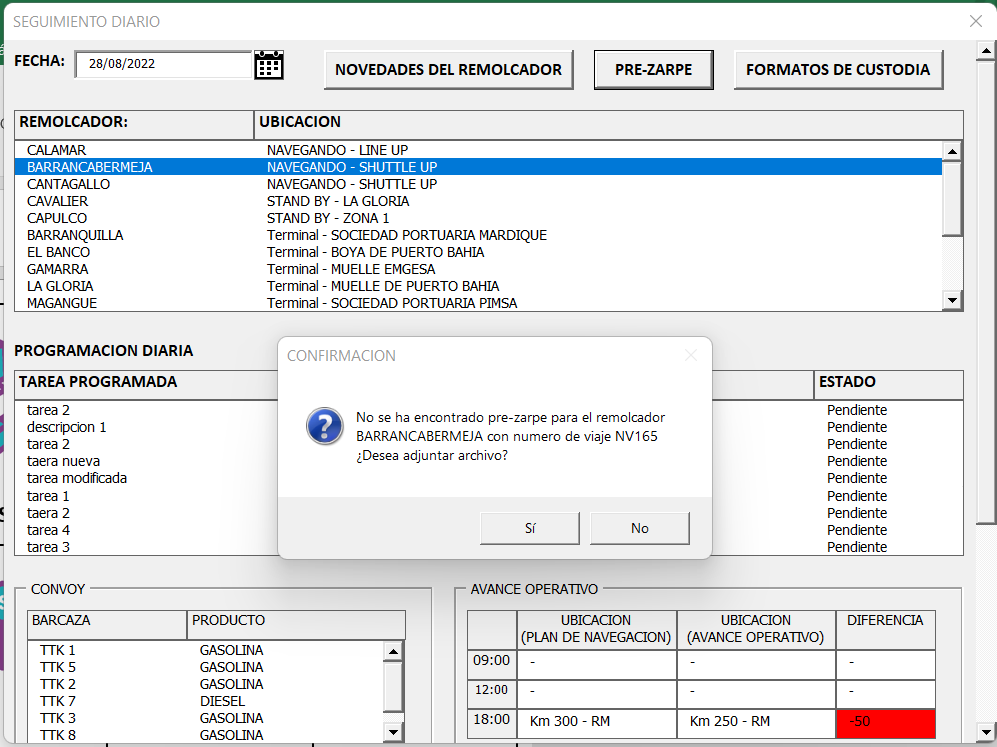 SEGUIMIENTO DIARIO
FECHA: 28/08/2022
NOVEDADES DEL REMOLCADOR
PRE-ZARPE
FORMATOS DE CUSTODIA
REMOLCADOR: UBICACION
CALAMAR NAVEGANDO - LINE UP
BARRANCABERMEJA NAVEGANDO - SHUTTLE UP
CANTAGALLO NAVEGANDO - SHUTTLE UP
CAVALIER STAND BY - LA GLORIA
CAPULCO STAND BY - ZONA 1
BARRANQUILLA Terminal - SOCIEDAD PORTUARIA MARDIQUE
EL BANCO Terminal - BOYA DE PUERTO BAHIA
GAMARRA Terminal - MUELLE EMGESA
LA GLORIA Terminal - MUELLE DE PUERTO BAHIA
MAGANGUE Terminal - SOCIEDAD PORTUARIA PIMSA
PROGRAMACION DIARIA
TAREA PROGRAMADA ESTADO
tarea 2 Pendiente
descripcion 1 Pendiente
tarea 2 Pendiente
taera nueva Pendiente
tarea modificada Pendiente
tarea 1 Pendiente
taera 2 Pendiente
tarea 4 Pendiente
tarea 3 Pendiente
CONFIRMACION
No se ha encontrado pre-zarpe para el remolcador
BARRANCABERMEJA con numero de viaje NV165
¿Desea adjuntar archivo?
Sí
No
CONVOY
BARCAZA PRODUCTO
TTK 1 GASOLINA
TTK 5 GASOLINA
TTK 2 GASOLINA
TTK 7 DIESEL
TTK 3 GASOLINA
TTK 8 GASOLINA
AVANCE OPERATIVO
UBICACION UBICACION DIFERENCIA
(PLAN DE NAVEGACION) (AVANCE OPERATIVO)
09:00 - - -
12:00 - - -
18:00 Km 300 - RM Km 250 - RM -50